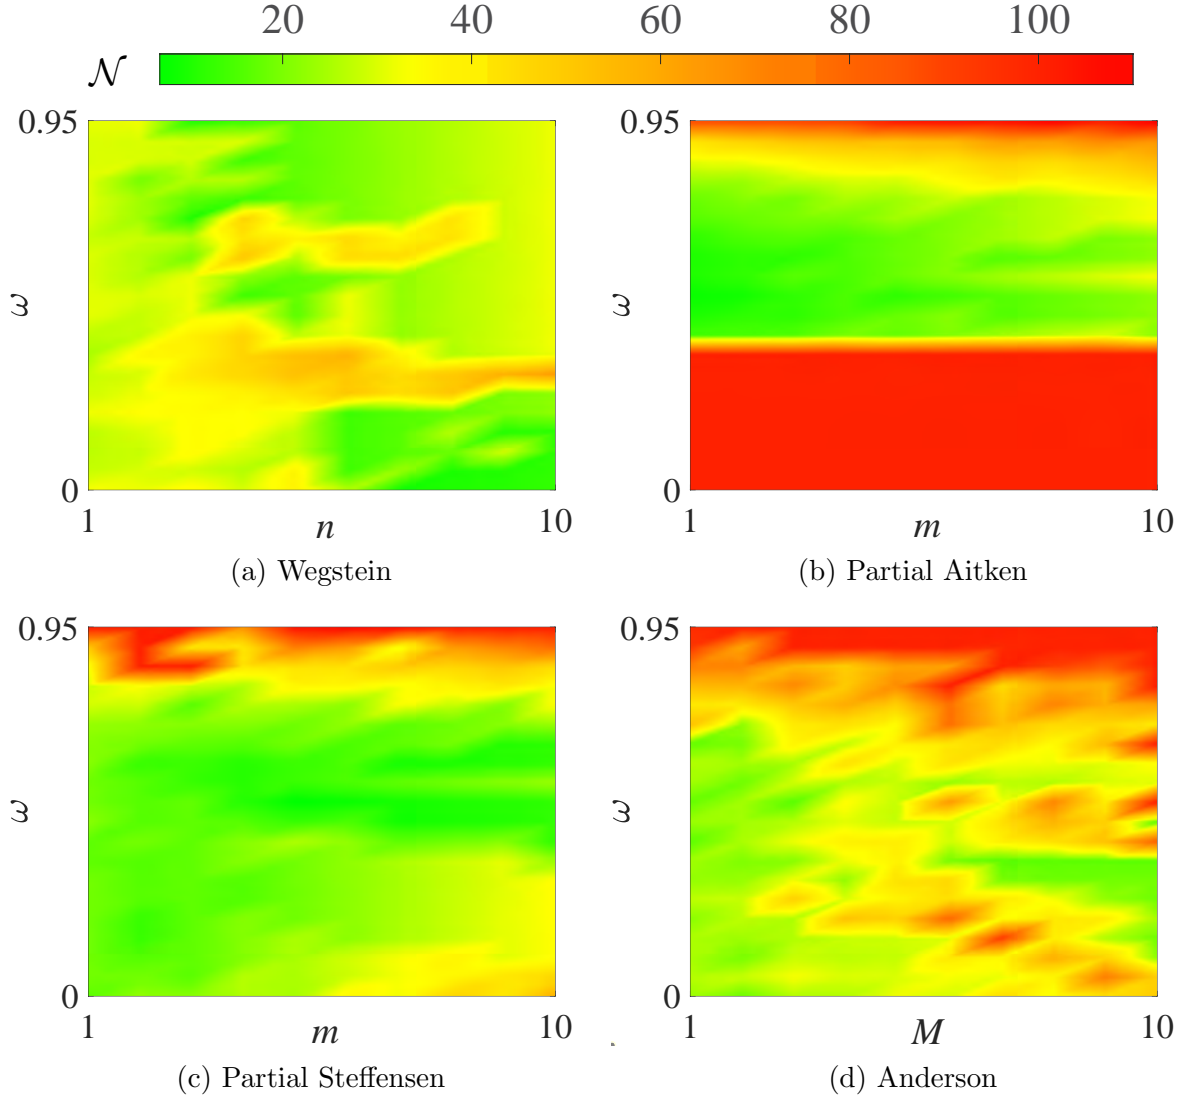 20 40 60 80 100
𝒩
0.95 0.95
ω ω
0 0
1 n 10 1 m 10
(a) Wegstein (b) Partial Aitken
0.95 0.95
ω ω
0 0
1 m 10 1 M 10
(c) Partial Steffensen (d) Anderson